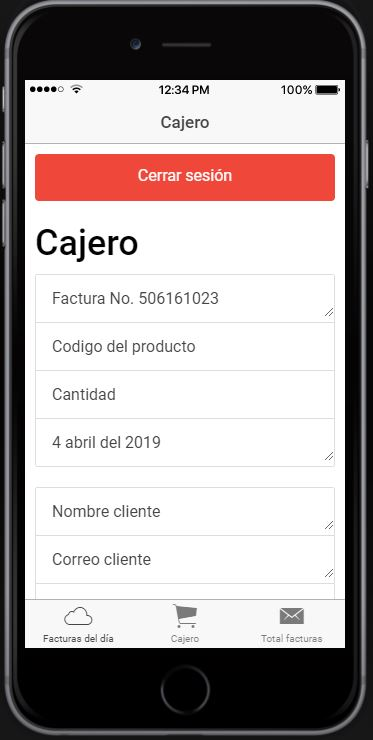 12:34 PM 100%
Cajero
Cerrar sesión
Cajero
Factura No. 506161023
Codigo del producto
Cantidad
4 abril del 2019
Nombre cliente
Correo cliente
Facturas del día Cajero Total facturas